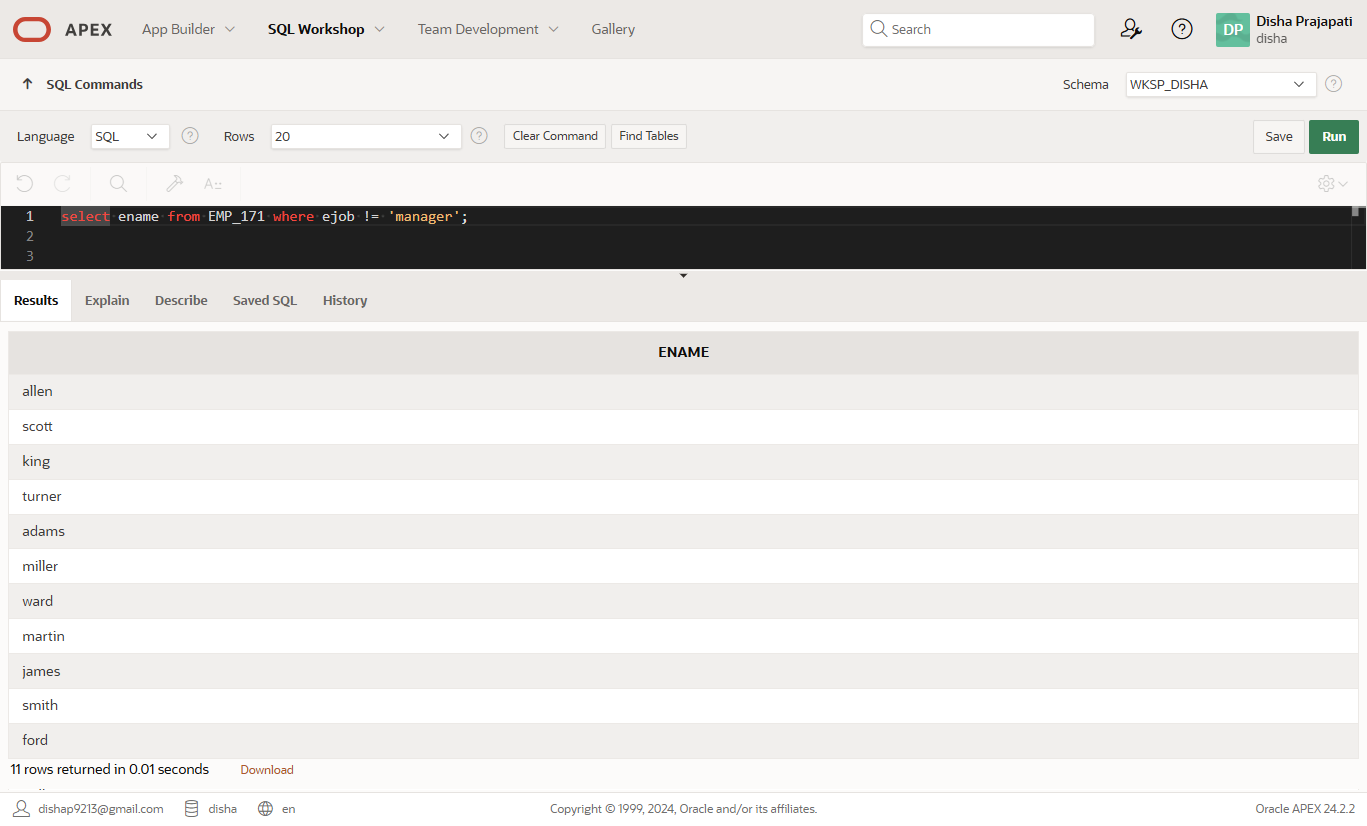 APEX App Builder SQL Workshop Team Development Gallery Search DP Disha Prajapati
disha
SQL Commands Schema WKSP_DISHA
Language SQL Rows 20 Clear Command Find Tables Save Run
1 select ename from EMP_171 where ejob != 'manager';
2
3
Results Explain Describe Saved SQL History
ENAME
allen
scott
king
turner
adams
miller
ward
martin
james
smith
ford
11 rows returned in 0.01 seconds Download
dishap9213@gmail.com disha en Copyright © 1999, 2024, Oracle and/or its affiliates. Oracle APEX 24.2.2